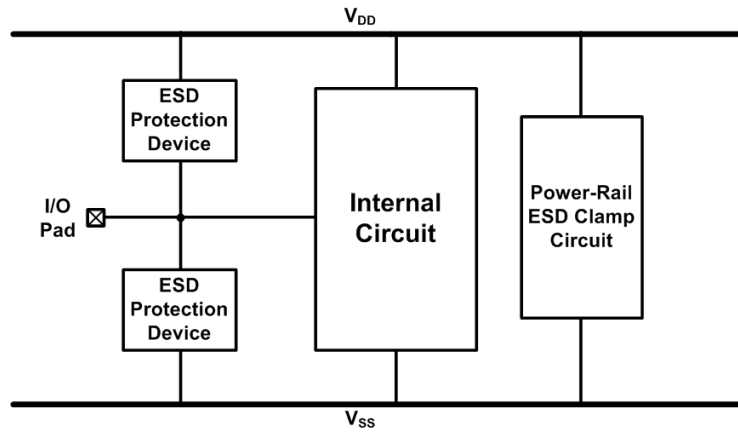 VDD
ESD
Protection
Device
I/O
Pad
Internal
Circuit
Power-Rail
ESD Clamp
Circuit
ESD
Protection
Device
VSS